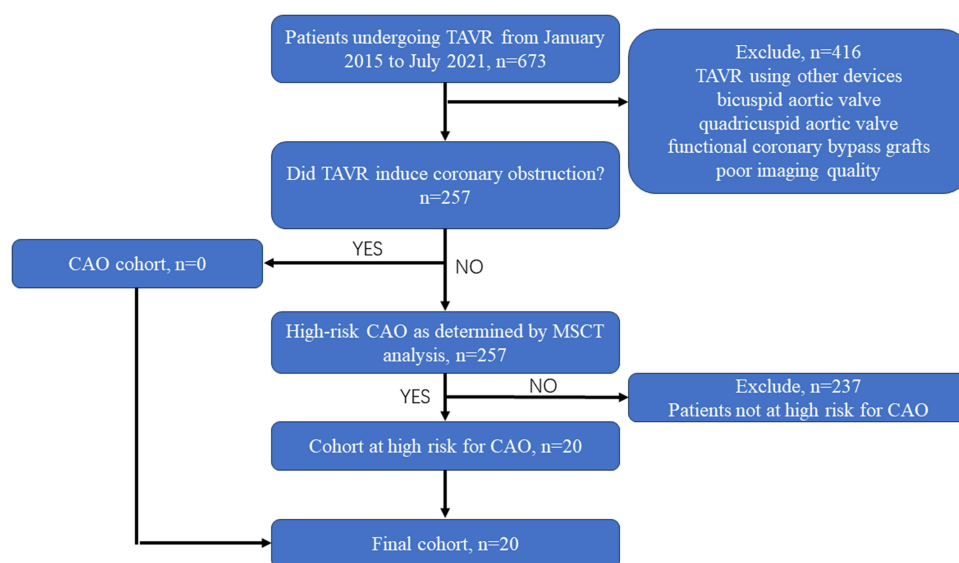 Patients undergoing TAVR from January
2015 to July 2021, n=673
Exclude, n=416
TAVR using other devices
bicuspid aortic valve
quadricuspid aortic valve
functional coronary bypass grafts
poor imaging quality
Did TAVR induce coronary obstruction?
n=257
YES
NO
CAO cohort, n=0
High-risk CAO as determined by MSCT
analysis, n=257
YES
NO
Exclude, n=237
Patients not at high risk for CAO
Cohort at high risk for CAO, n=20
Final cohort, n=20